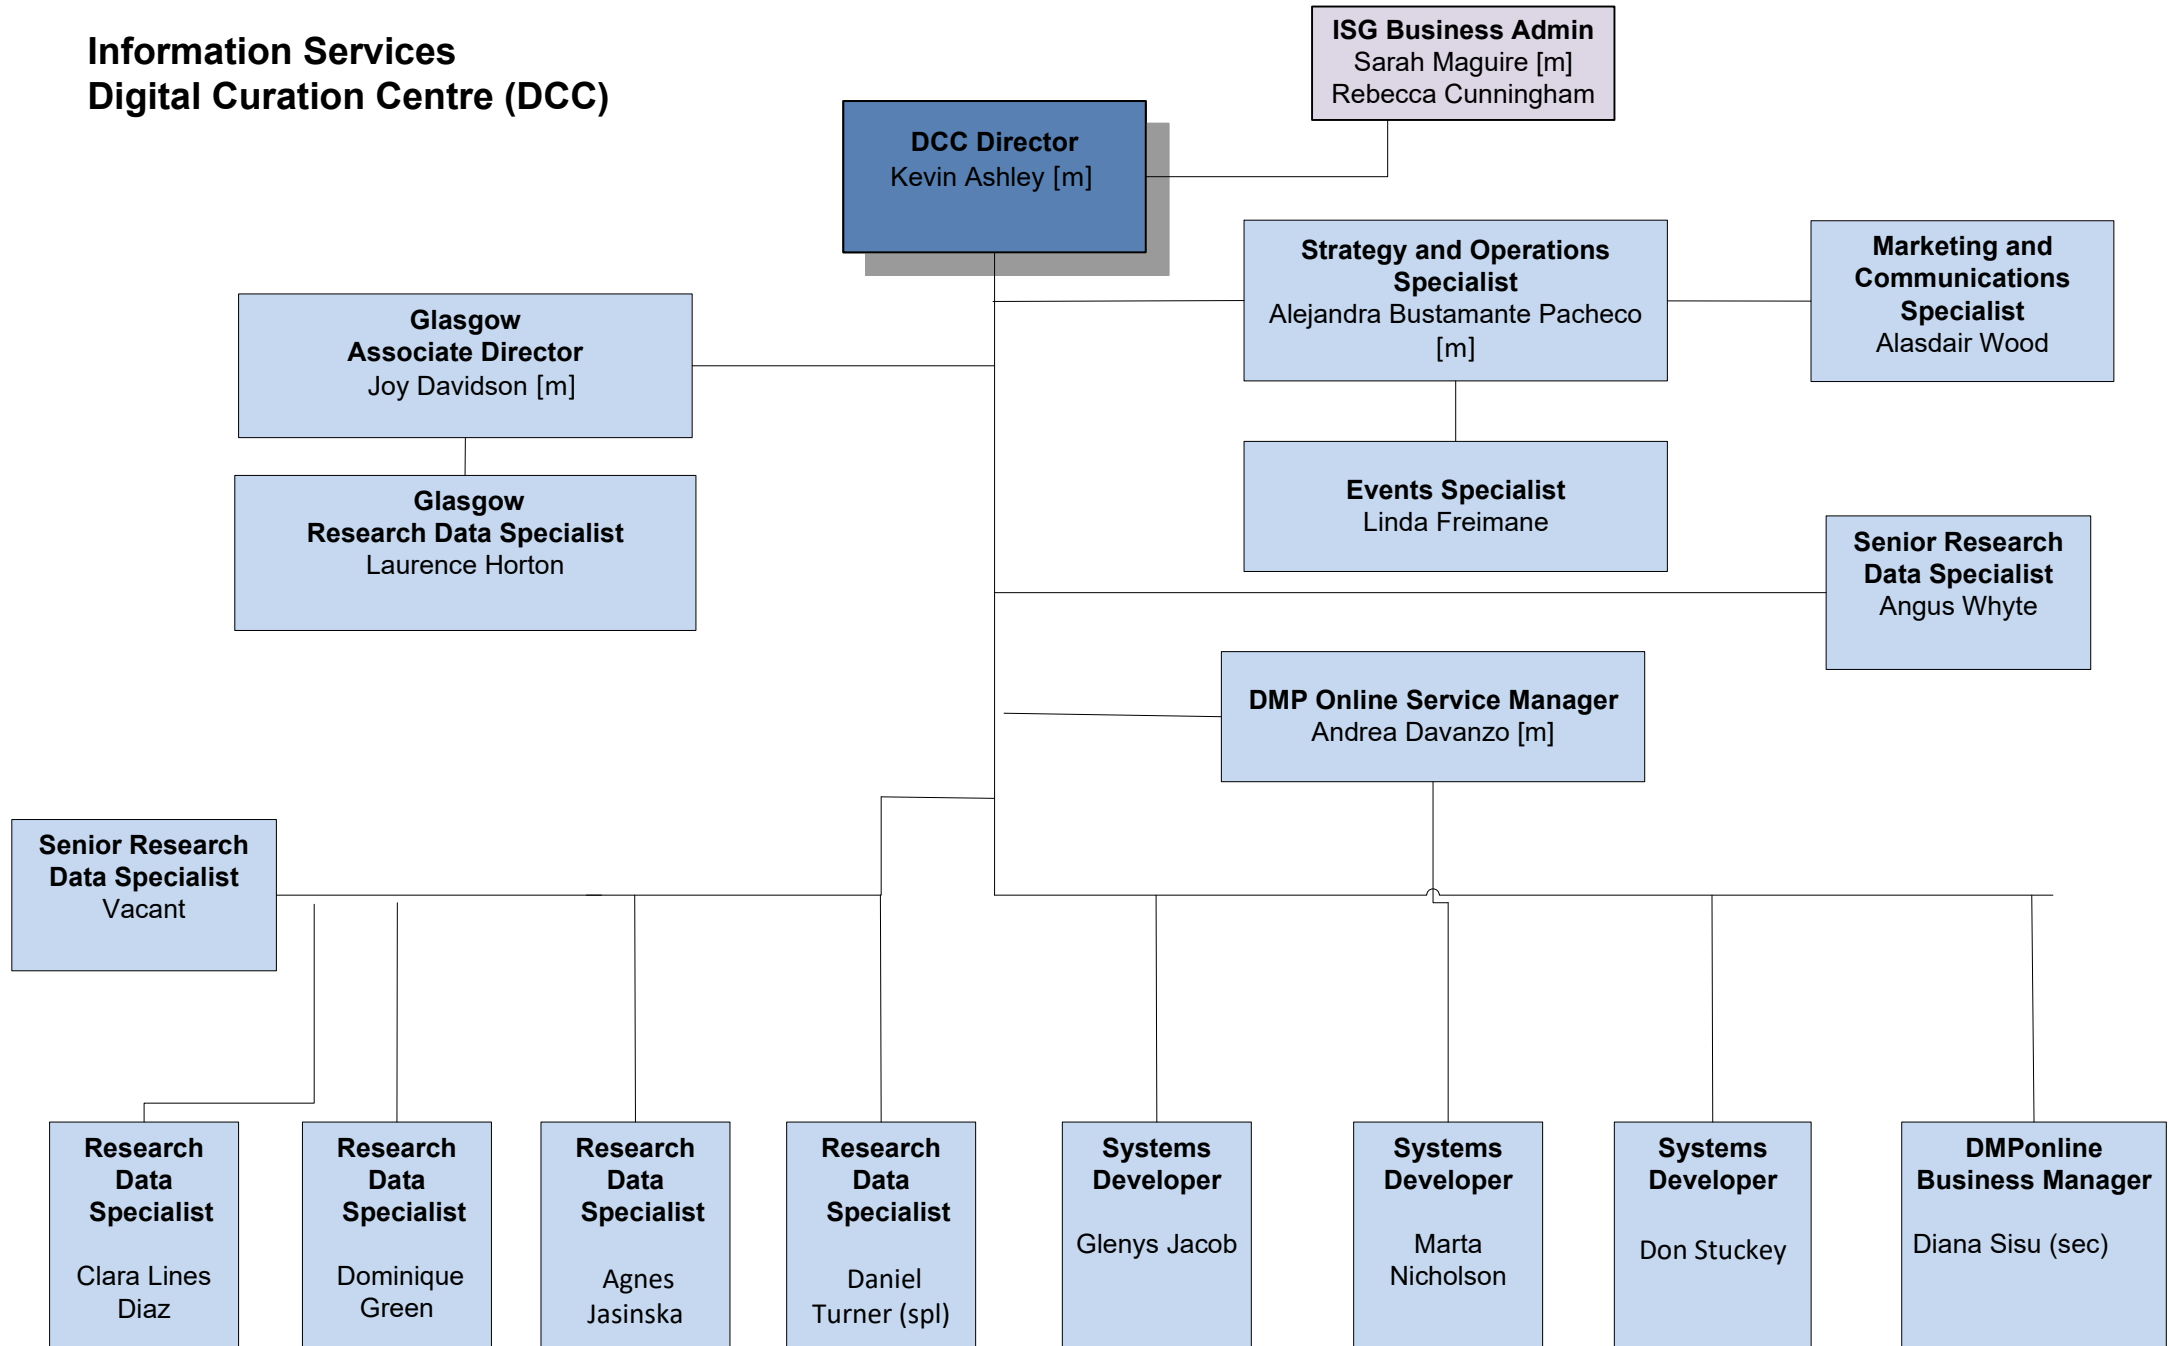 Information Services
Digital Curation Centre (DCC)
ISG Business Admin
Sarah Maguire [m]
Rebecca Cunningham
DCC Director
Kevin Ashley [m]
Strategy and Operations
Specialist
Alejandra Bustamante Pacheco
[m]
Marketing and
Communications
Specialist
Alasdair Wood
Glasgow
Associate Director
Joy Davidson [m]
Glasgow
Research Data Specialist
Laurence Horton
Events Specialist
Linda Freimane
Senior Research
Data Specialist
Angus Whyte
DMP Online Service Manager
Andrea Davanzo [m]
Senior Research
Data Specialist
Vacant
Research
Data
Specialist
Clara Lines
Diaz
Research
Data
Specialist
Dominique
Green
Research
Data
Specialist
Agnes
Jasinska
Research
Data
Specialist
Daniel
Turner (spl)
Systems
Developer
Glenys Jacob
Systems
Developer
Marta
Nicholson
Systems
Developer
Don Stuckey
DMPonline
Business Manager
Diana Sisu (sec)